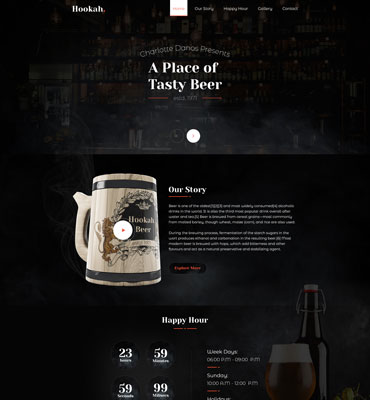 Hookah.
Home
Our Story
Happy Hour
Gallery
Contact
Charlotte Danos Presents
A Place of
Tasty Beer
Our Story
Beer is one of the oldest[1][2][3] and most widely consumed[4] alcoholic
drinks in the world. It is also the third most popular drink overall after
water and tea.[5] Beer is brewed from cereal grains—most commonly
from malted barley, though wheat, maize (corn), and rice are also used.
During the brewing process, fermentation of the starch sugars in the
wort produces ethanol and carbonation in the resulting beer.[6] Most
modern beer is brewed with hops, which add bitterness and other
flavours and act as a natural preservative and stabilizing agent.
Hookah
Beer
Explore More
Happy Hour
23
Hours
59
Minutes
59
Seconds
99
Minutes
Week Days:
06:00 P.M - 09:00 P.M
Sunday:
10:00 A.M - 12:00 P.M
Holidays: